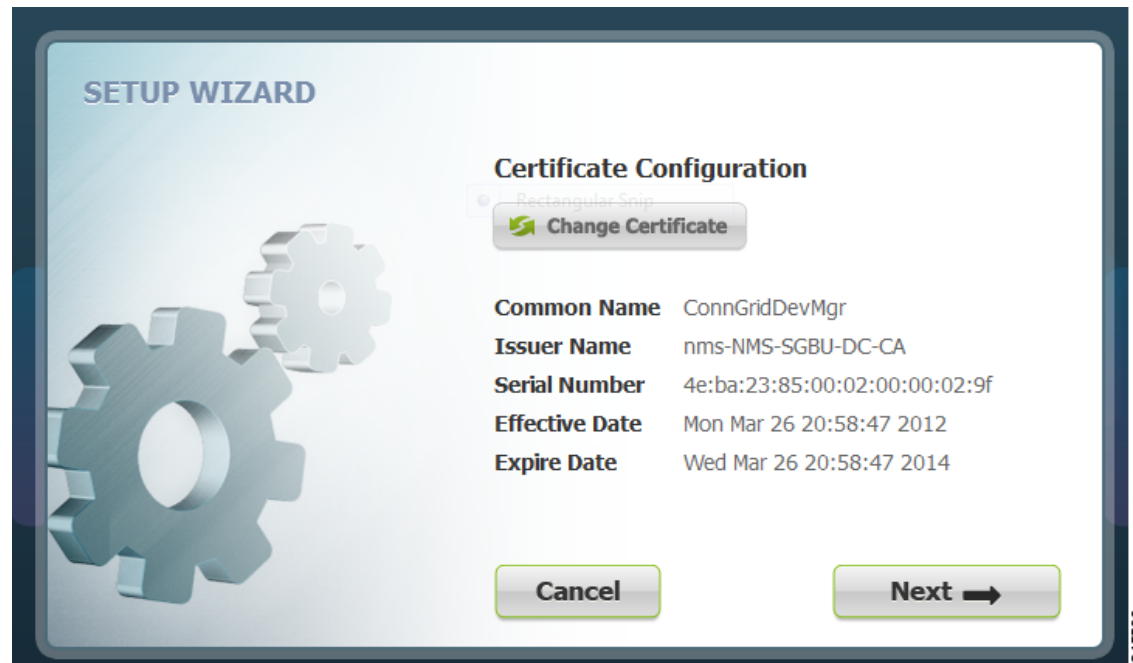 SETUP WIZARD
Certificate Configuration
Rectangular Snip
Change Certificate
Common Name ConnGridDevMgr
Issuer Name nms-NMS-SGBU-DC-CA
Serial Number 4e:ba:23:85:00:02:00:00:02:9f
Effective Date Mon Mar 26 20:58:47 2012
Expire Date Wed Mar 26 20:58:47 2014
Cancel
Next